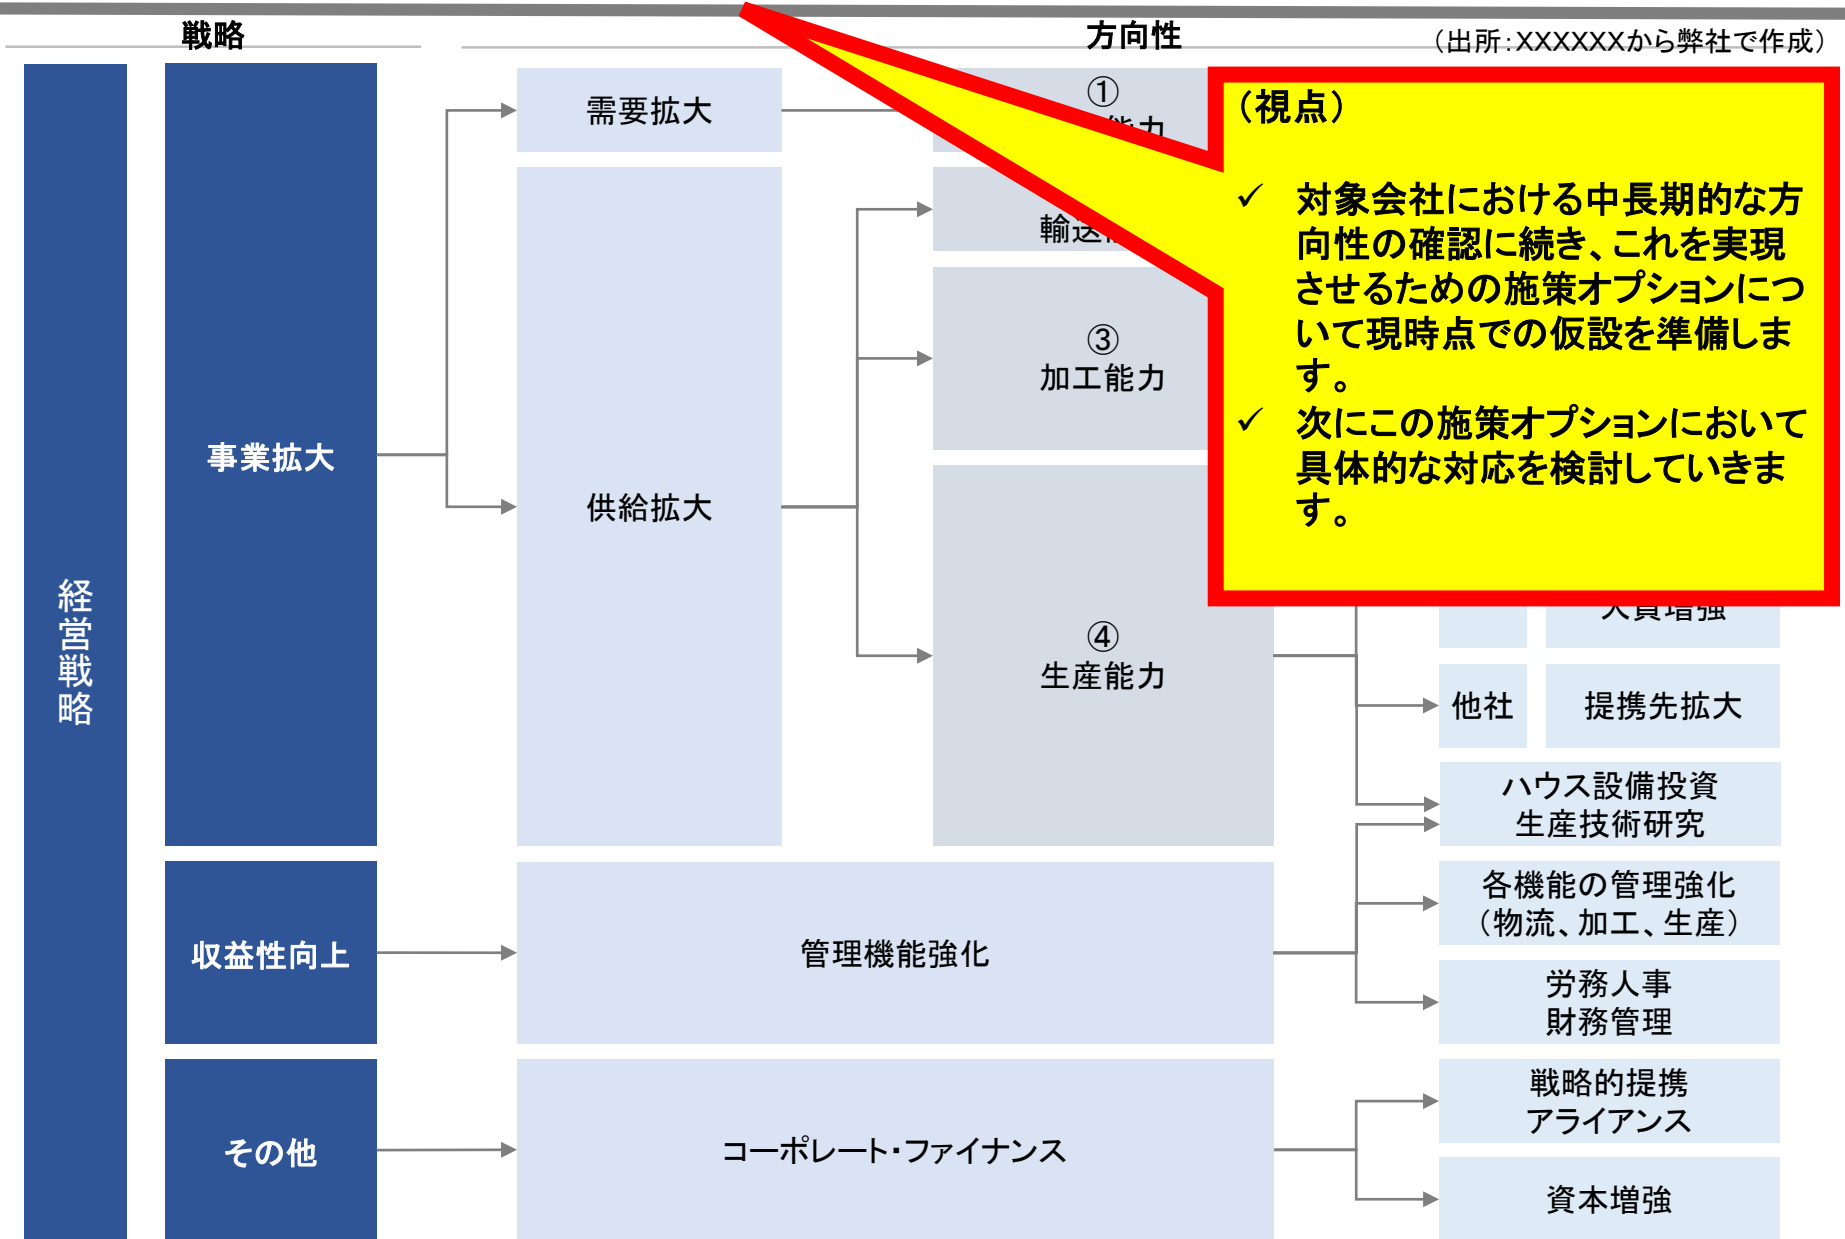 戦略
方向性
（出所：XXXXXXから弊社で作成）
経営戦略
事業拡大
需要拡大
①
能力
供給拡大
輸送
③
加工能力
④
生産能力
（視点）
✓ 対象会社における中長期的な方
向性の確認に続き、これを実現
させるための施策オプションにつ
いて現時点での仮設を準備しま
す。
✓ 次にこの施策オプションにおいて
具体的な対応を検討していきま
す。
人員増強
他社
提携先拡大
ハウス設備投資
生産技術研究
収益性向上
管理機能強化
各機能の管理強化
（物流、加工、生産）
労務人事
財務管理
その他
コーポレート・ファイナンス
戦略的提携
アライアンス
資本増強